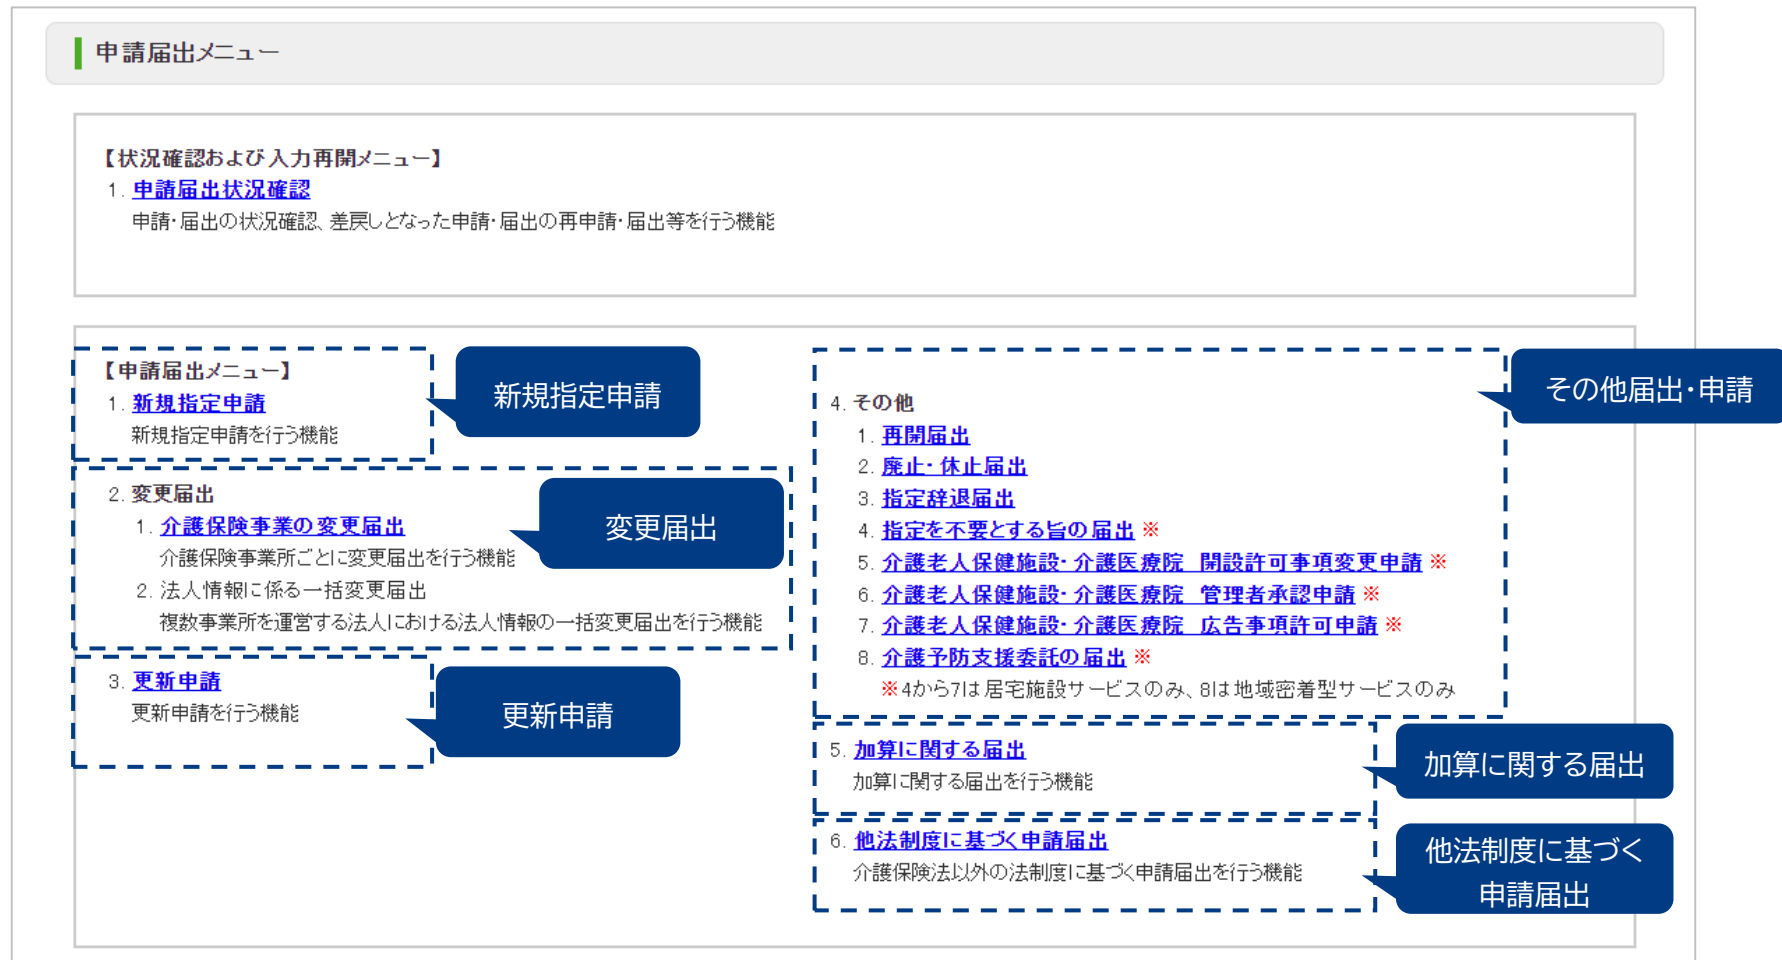 申請届出メニュー
【状況確認および入力再開メニュー】
1. 申請届出状況確認
申請・届出の状況確認、差戻しとなった申請・届出の再申請・届出等を行う機能
【申請届出メニュー】
1. 新規指定申請
新規指定申請を行う機能
新規指定申請
2. 変更届出
1. 介護保険事業の変更届出
介護保険事業所ごとに変更届出を行う機能
2. 法人情報に係る一括変更届出
複数事業所を運営する法人における法人情報の一括変更届出を行う機能
変更届出
3. 更新申請
更新申請を行う機能
更新申請
4. その他
1. 再開届出
2. 廃止・休止届出
3. 指定辞退届出
4. 指定を不要とする旨の届出 ※
5. 介護老人保健施設・介護医療院　開設許可事項変更申請 ※
6. 介護老人保健施設・介護医療院　管理者承認申請 ※
7. 介護老人保健施設・介護医療院　広告事項許可申請 ※
8. 介護予防支援委託の届出 ※
※4から7は居宅施設サービスのみ、8は地域密着型サービスのみ
その他届出・申請
5. 加算に関する届出
加算に関する届出を行う機能
加算に関する届出
6. 他法制度に基づく申請届出
介護保険法以外の法制度に基づく申請届出を行う機能
他法制度に基づく
申請届出